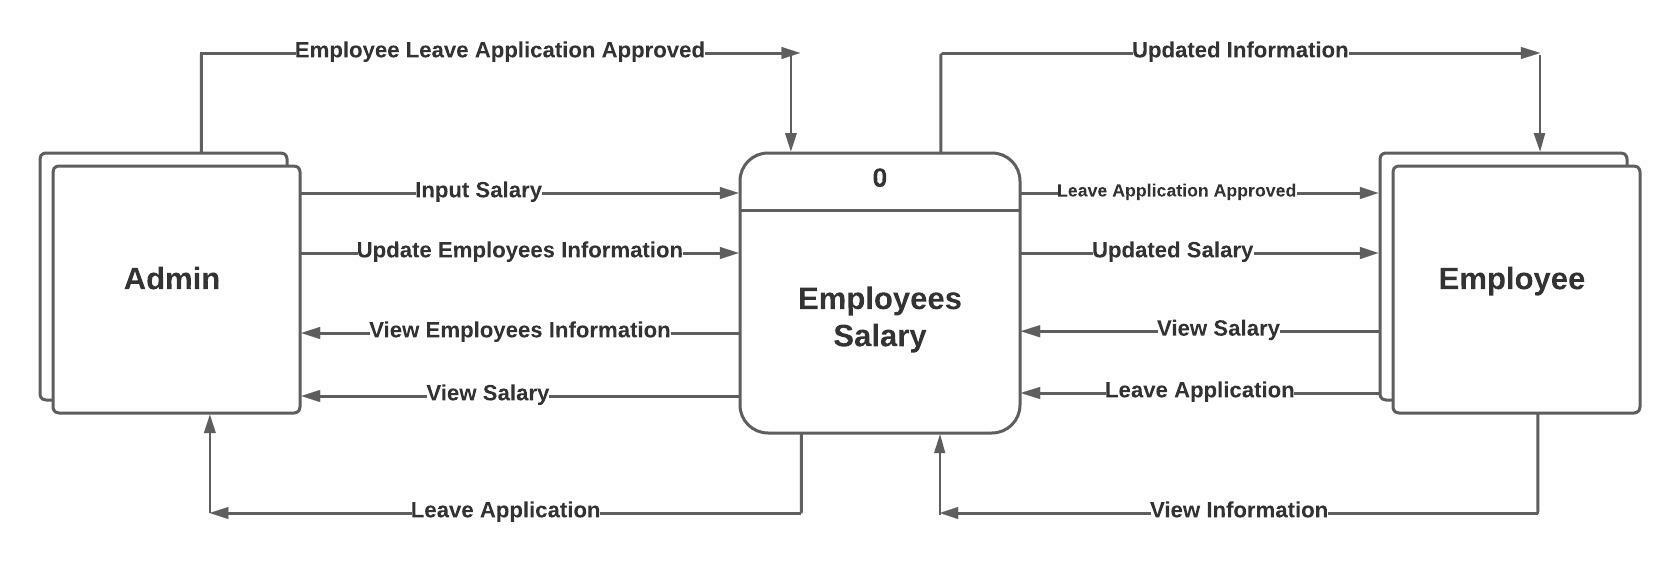 Employee Leave Application Approved
Updated Information
0
Input Salary
Leave Application Approved
Update Employees Information
Updated Salary
Admin
Employees
Salary
Employee
View Employees Information
View Salary
View Salary
Leave Application
Leave Application
View Information